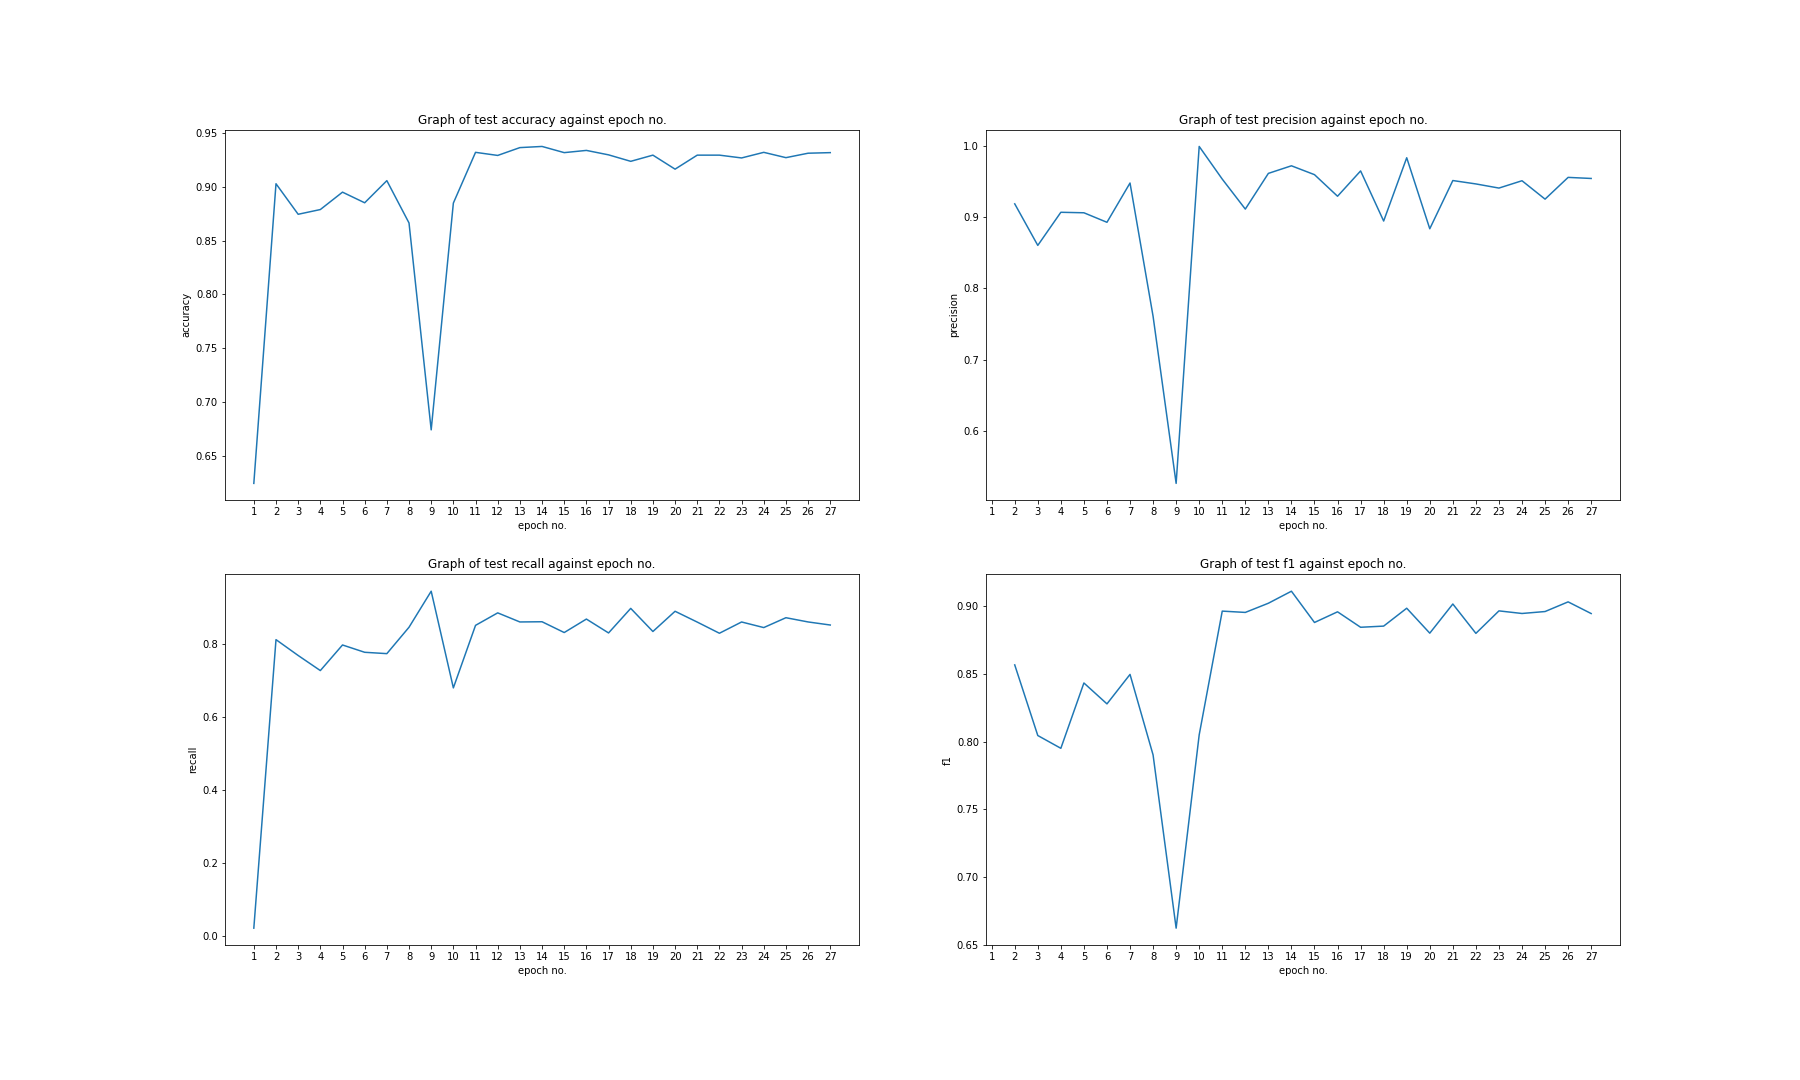 Graph of test accuracy against epoch no.
0.95
0.90
0.85
0.80
0.75
0.70
0.65
accuracy
1 2 3 4 5 6 7 8 9 10 11 12 13 14 15 16 17 18 19 20 21 22 23 24 25 26 27
epoch no.
Graph of test precision against epoch no.
1.0
0.9
0.8
0.7
0.6
precision
1 2 3 4 5 6 7 8 9 10 11 12 13 14 15 16 17 18 19 20 21 22 23 24 25 26 27
epoch no.
Graph of test recall against epoch no.
0.8
0.6
0.4
0.2
0.0
recall
1 2 3 4 5 6 7 8 9 10 11 12 13 14 15 16 17 18 19 20 21 22 23 24 25 26 27
epoch no.
Graph of test f1 against epoch no.
0.90
0.85
0.80
0.75
0.70
0.65
f1
1 2 3 4 5 6 7 8 9 10 11 12 13 14 15 16 17 18 19 20 21 22 23 24 25 26 27
epoch no.